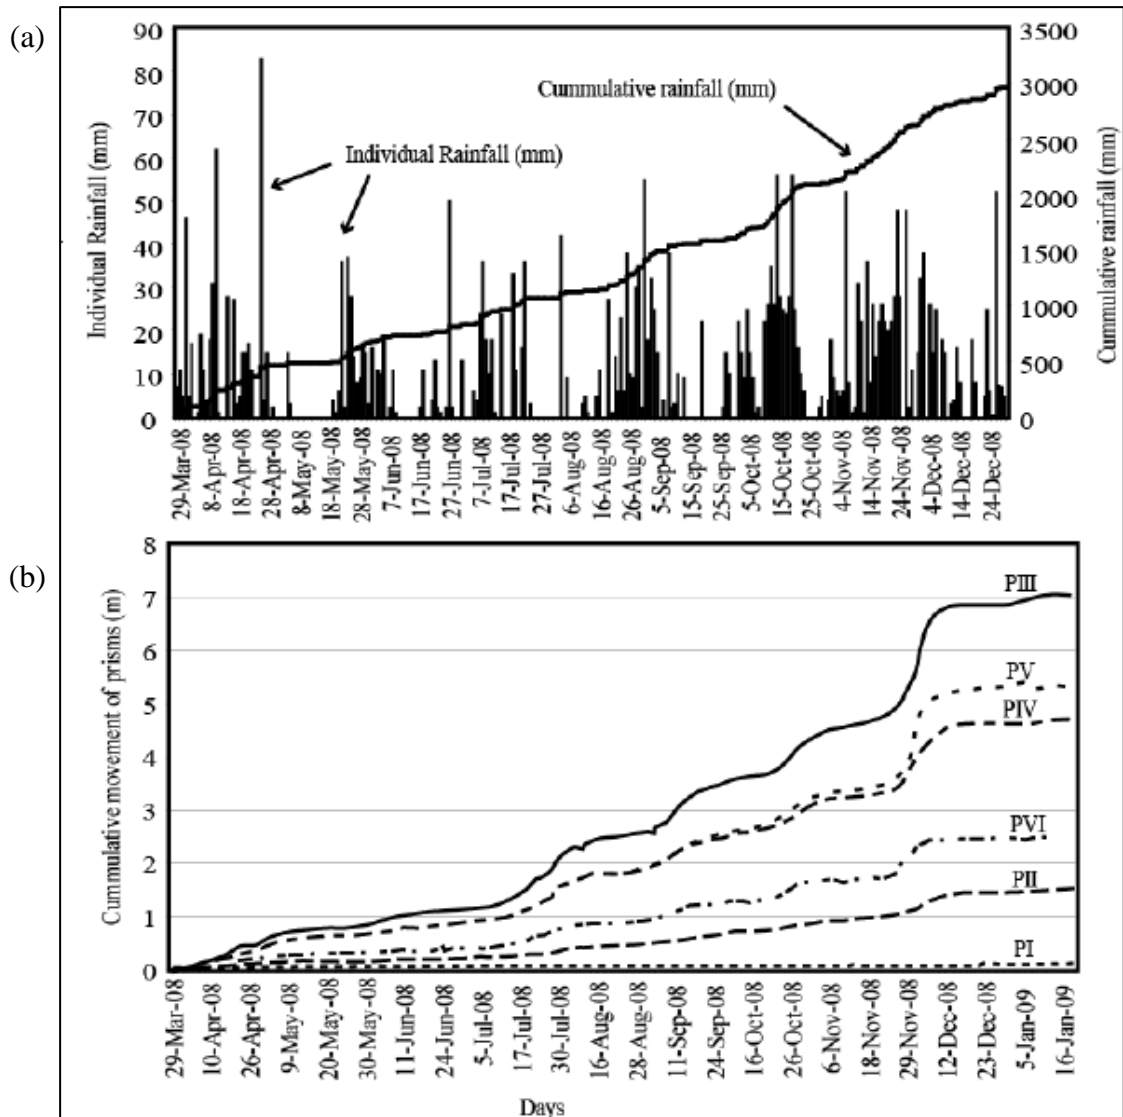 (a)
Individual Rainfall (mm)
90
80
70
60
50
40
30
20
10
0
Cummulative rainfall (mm)
Individual Rainfall (mm)
3500
3000
2500
2000
1500
1000
500
0
Cummulative rainfall (mm)
29-Mar-08
8-Apr-08
18-Apr-08
28-Apr-08
8-May-08
18-May-08
28-May-08
7-Jun-08
17-Jun-08
27-Jun-08
7-Jul-08
17-Jul-08
27-Jul-08
6-Aug-08
16-Aug-08
26-Aug-08
5-Sep-08
15-Sep-08
25-Sep-08
5-Oct-08
15-Oct-08
25-Oct-08
4-Nov-08
14-Nov-08
24-Nov-08
4-Dec-08
14-Dec-08
24-Dec-08
(b)
Cummulative movement of prisms (m)
8
7
6
5
4
3
2
1
0
PIII
PV
PIV
PVI
PII
PI
29-Mar-08
10-Apr-08
26-Apr-08
9-May-08
20-May-08
30-May-08
11-Jun-08
24-Jun-08
5-Jul-08
17-Jul-08
30-Jul-08
16-Aug-08
28-Aug-08
11-Sep-08
24-Sep-08
16-Oct-08
26-Oct-08
6-Nov-08
18-Nov-08
29-Nov-08
12-Dec-08
23-Dec-08
5-Jan-09
16-Jan-09
Days